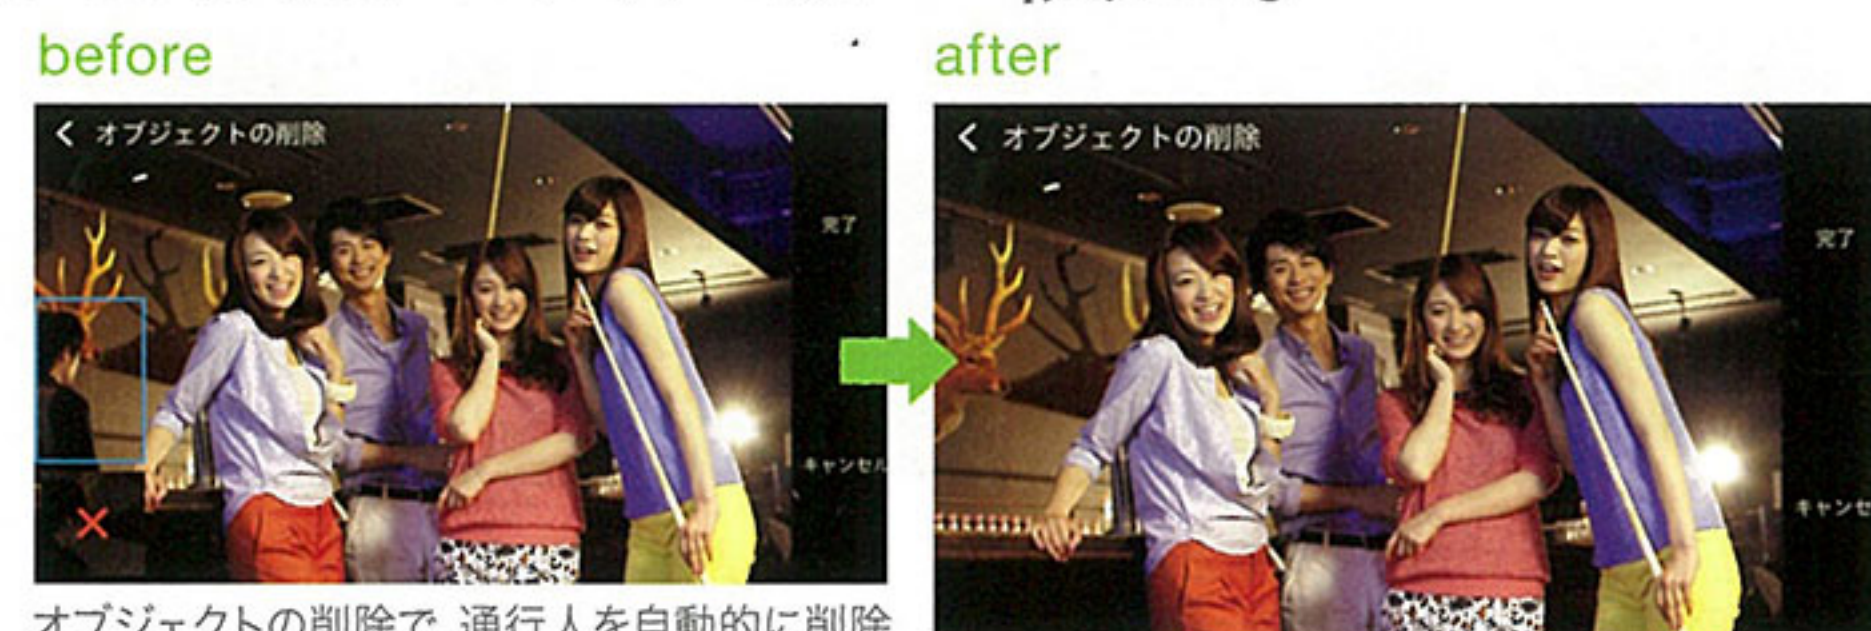 before
after
オブジェクトの削除
完了
キャンセル
オブジェクトの削除
完了
キャンセ
オブジェクトの削除で、通行人を自動的に削除